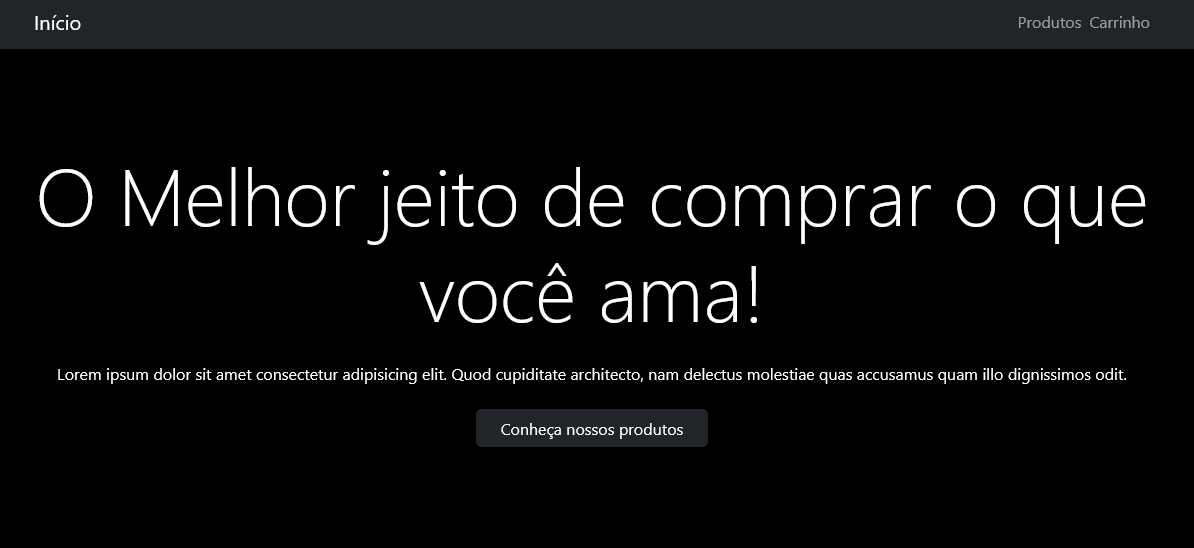 Início
Produtos Carrinho
O Melhor jeito de comprar o que
você ama!
Lorem ipsum dolor sit amet consectetur adipisicing elit. Quod cupiditate architecto, nam delectus molestiae quas accusamus quam illo dignissimos odit.
Conheça nossos produtos